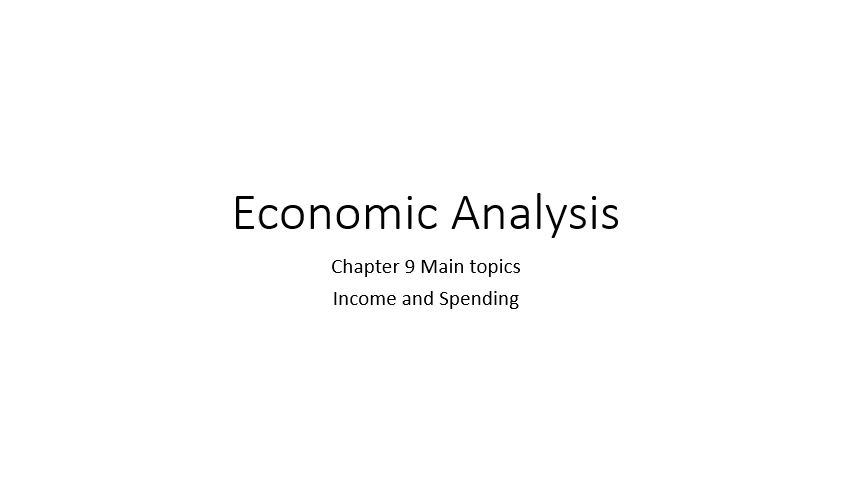 Economic Analysis
Chapter 9 Main topics
Income and Spending